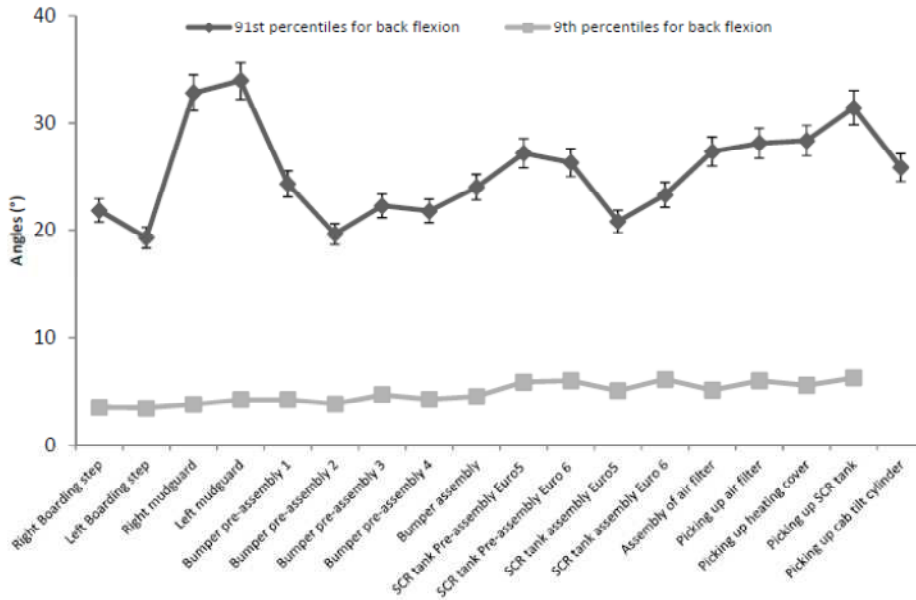 40
91st percentiles for back flexion
9th percentiles for back flexion
30
20
10
0
Angles (°)
Right Boarding step
Left Boarding step
Right mudguard
Left mudguard
Bumper pre-assembly 1
Bumper pre-assembly 2
Bumper pre-assembly 3
Bumper pre-assembly 4
Bumper assembly
SCR tank Pre-assembly Euro5
SCR tank Pre-assembly Euro 6
SCR tank assembly Euro5
SCR tank assembly Euro 6
Assembly of air filter
Picking up air filter
Picking up heating cover
Picking up SCR tank
Picking up cab tilt cylinder